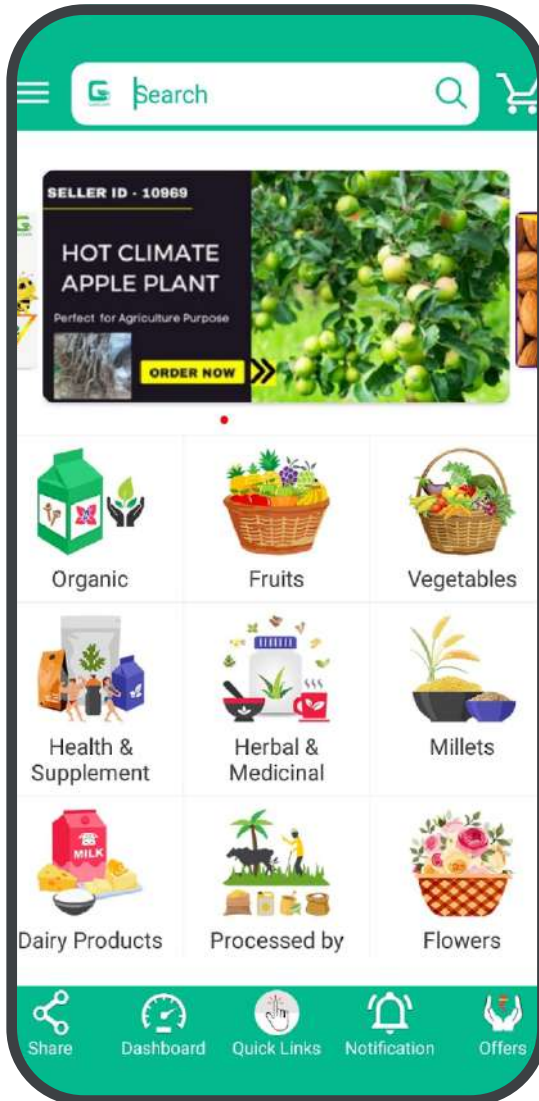 G Search
SELLER ID - 10969
HOT CLIMATE
APPLE PLANT
Perfect for Agriculture Purpose
ORDER NOW
Organic
Fruits
Vegetables
Health &
Supplement
Herbal &
Medicinal
Millets
MILK
Dairy Products
Processed by
Flowers
Share
Dashboard
Quick Links
Notification
Offers